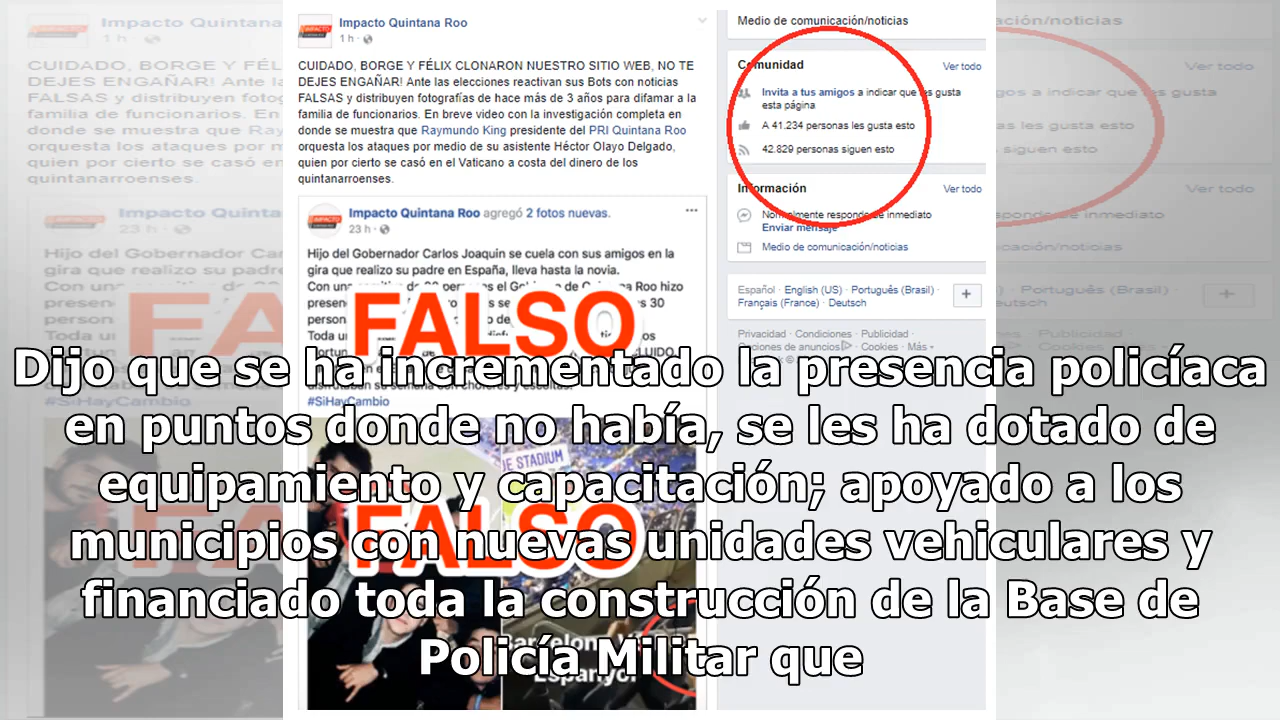 Impacto Quintana Roo
1 h ·
CUIDADO, BORGE Y FÉLIX CLONARON NUESTRO SITIO WEB, NO TE
DEJES ENGAÑAR! Ante las elecciones reactivan sus Bots con noticias
FALSAS y distribuyen fotografías de hace más de 3 años para difamar a la
familia de funcionarios. En breve video con la investigación completa en
donde se muestra que Raymundo King presidente del PRI Quintana Roo
orquesta los ataques por medio de su asistente Héctor Olayo Delgado,
quien por cierto se casó en el Vaticano a costa del dinero de los
quintanarroenses.
Impacto Quintana Roo agregó 2 fotos nuevas.
23 h ·
Hijo del Gobernador Carlos Joaquin se cuela con sus amigos en la
gira que realizo su padre en España, lleva hasta la novia.
FALSO
#SiHayCambio
E STADIUM
FALSO
Medio de comunicación/noticias
Comunidad
Ver todo
Invita a tus amigos a indicar que les gusta
esta página
A 41.234 personas les gusta esto
42.829 personas siguen esto
Información
Ver todo
Normalmente responde de inmediato
Enviar mensaje
Medio de comunicación/noticias
Español · English (US) · Português (Brasil) ·
Français (France) · Deutsch
+
Privacidad · Condiciones · Publicidad ·
Opciones de anuncios · Cookies · Más
Dijo que se ha incrementado la presencia policíaca
en puntos donde no había, se les ha dotado de
equipamiento y capacitación; apoyado a los
municipios con nuevas unidades vehiculares y
financiado toda la construcción de la Base de
Policía Militar que